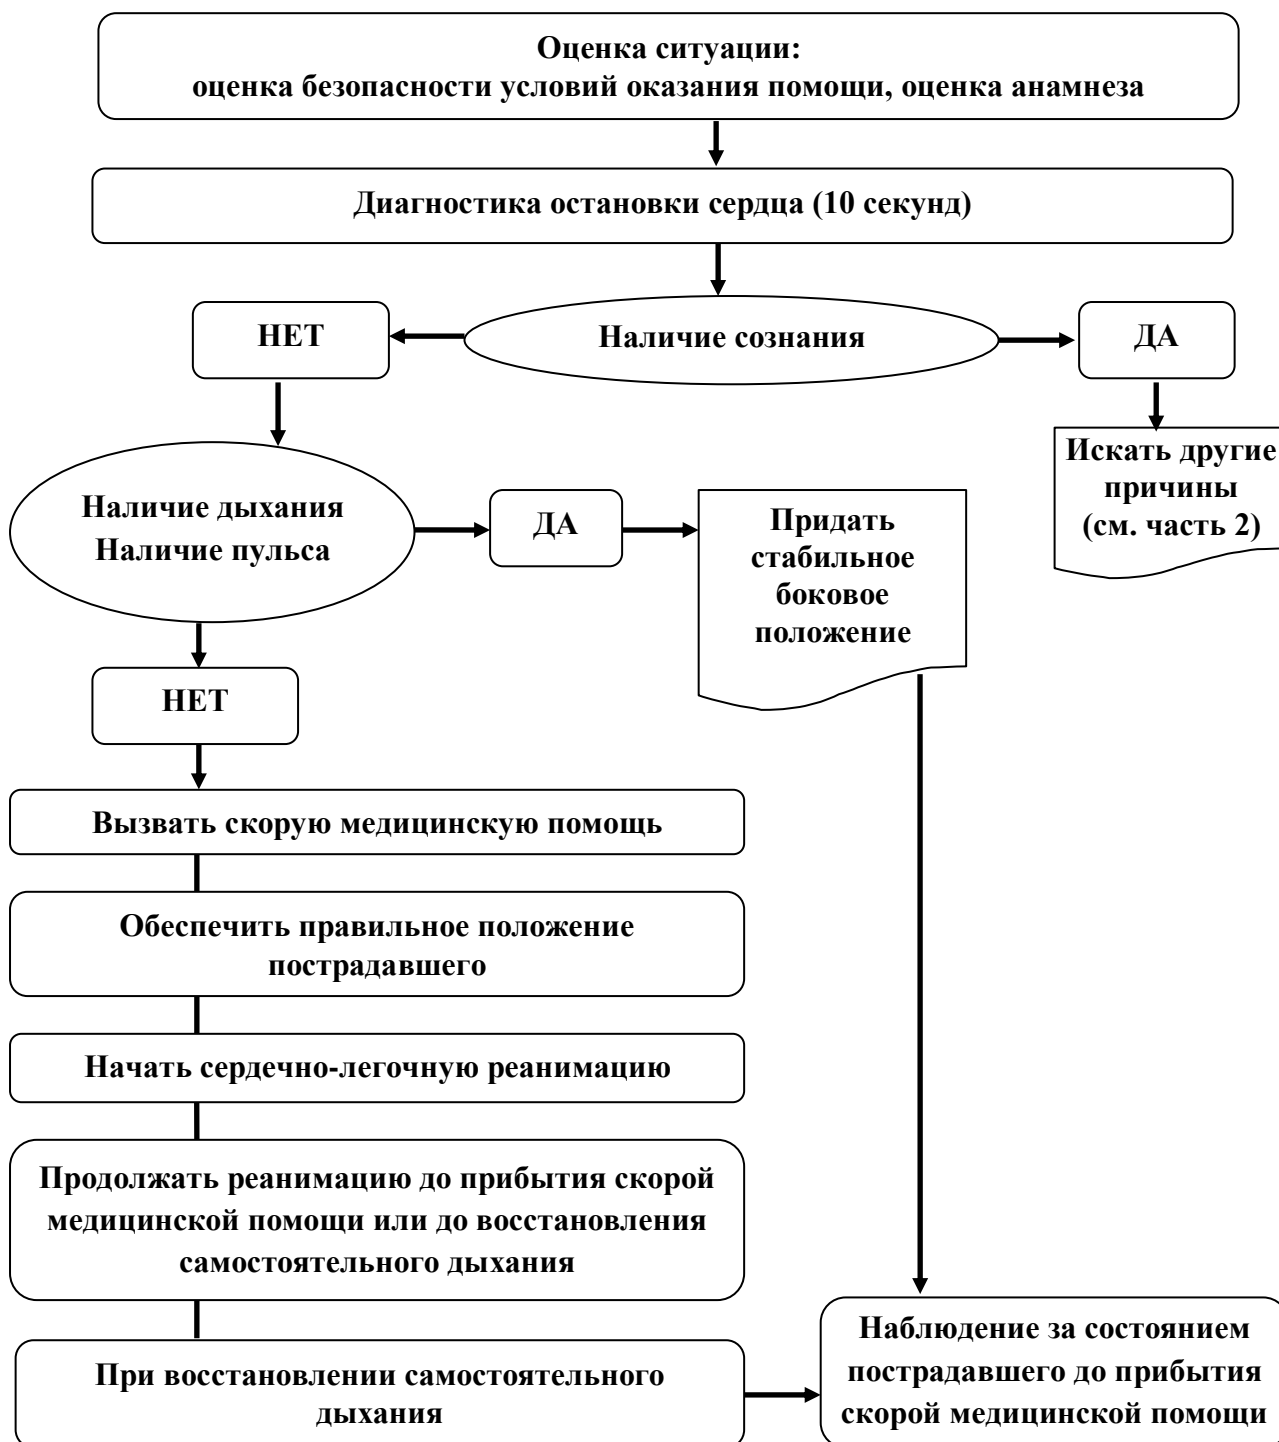 Оценка ситуации:
оценка безопасности условий оказания помощи, оценка анамнеза
Диагностика остановки сердца (10 секунд)
НЕТ
Наличие сознания
ДА
Искать другие
причины
(см. часть 2)
Наличие дыхания
Наличие пульса
ДА
Придать
стабильное
боковое
положение
НЕТ
Вызвать скорую медицинскую помощь
Обеспечить правильное положение
пострадавшего
Начать сердечно-легочную реанимацию
Продолжать реанимацию до прибытия скорой
медицинской помощи или до восстановления
самостоятельного дыхания
При восстановлении самостоятельного
дыхания
Наблюдение за состоянием
пострадавшего до прибытия
скорой медицинской помощи